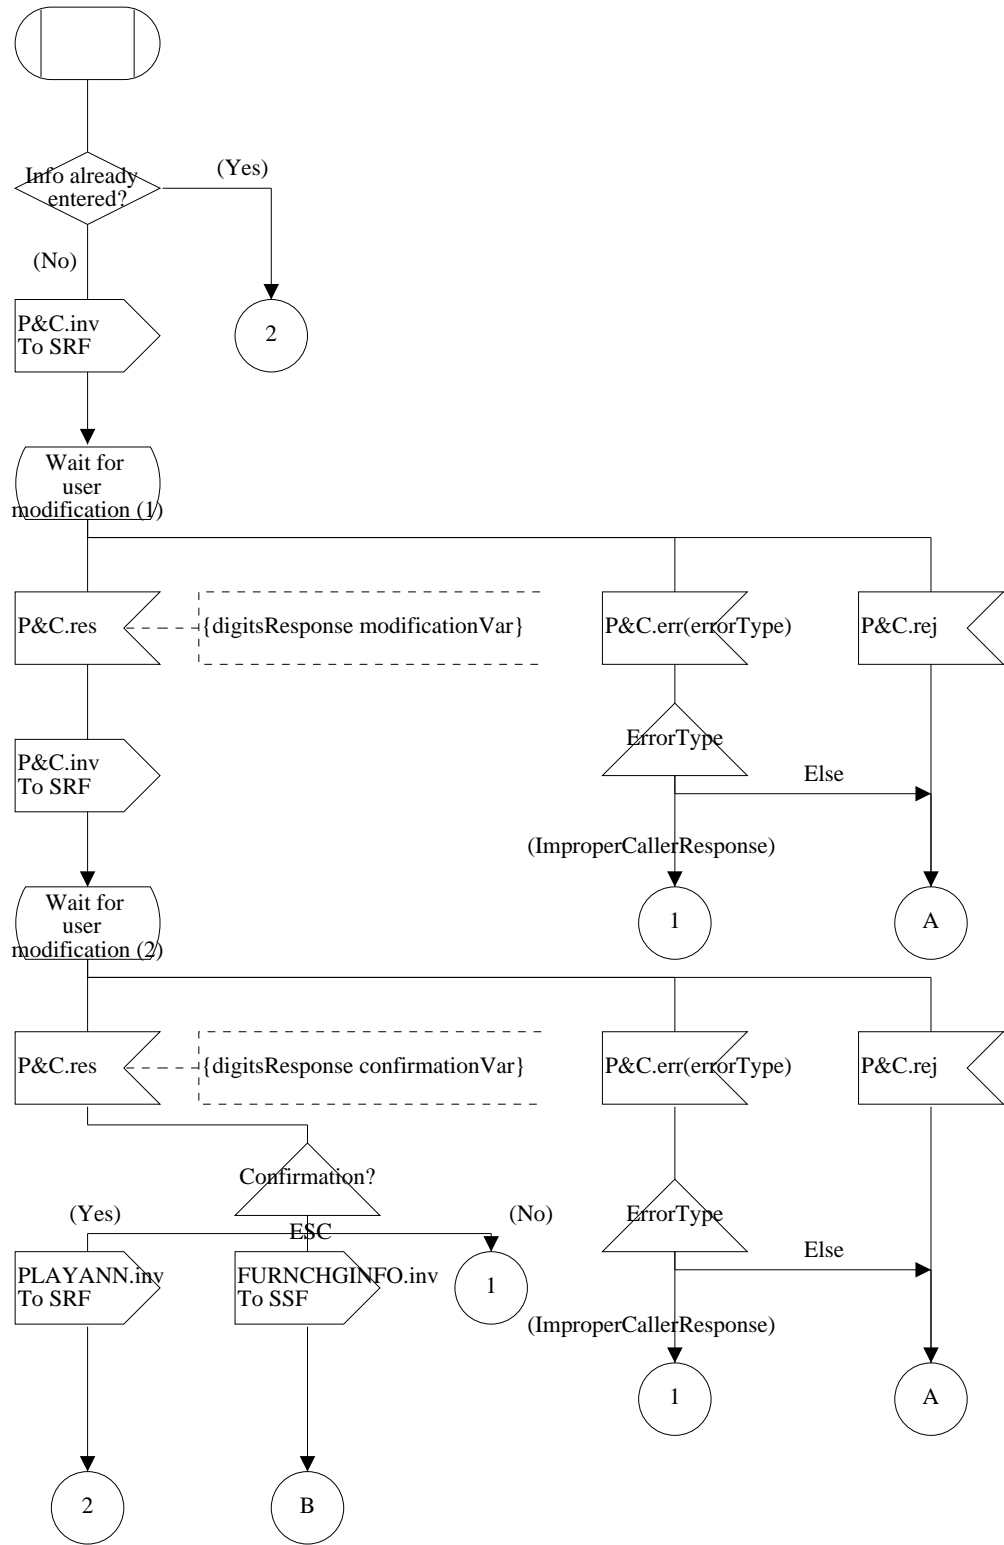 Info already
entered?
(Yes)
(No)
P&C.inv
To SRF
2
Wait for
user
modification (1)
P&C.res
{digitsResponse modificationVar}
P&C.err(errorType)
P&C.rej
P&C.inv
To SRF
ErrorType
Else
(ImproperCallerResponse)
1
A
Wait for
user
modification (2)
P&C.res
{digitsResponse confirmationVar}
P&C.err(errorType)
P&C.rej
Confirmation?
(Yes)
ESC
(No)
ErrorType
Else
PLAYANN.inv
To SRF
FURNCHGINFO.inv
To SSF
1
(ImproperCallerResponse)
1
A
2
B